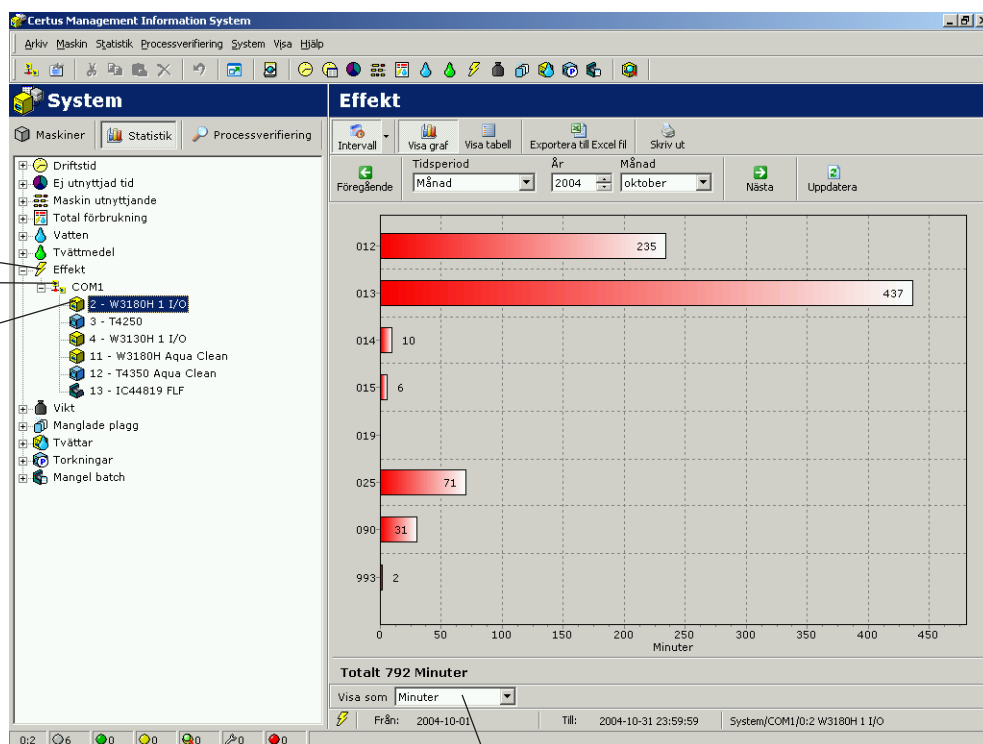 Certus Management Information System
Arkiv Maskin Statistik Processverifiering System Visa Hjälp
System
Effekt
Maskiner Statistik Processverifiering
Intervall Visa graf Visa tabell Exportera till Excel fil Skriv ut
Föregående
Tidsperiod År Månad
Månad 2004 oktober
Nästa Uppdatera
Driftstid
Ej utnyttjad tid
Maskin utnyttjande
Total förbrukning
Vatten
Tvättmedel
Effekt
COM1
2 - W3180H 1 I/O
3 - T4250
4 - W3130H 1 I/O
11 - W3180H Aqua Clean
12 - T4350 Aqua Clean
13 - IC44819 FLF
Vikt
Manglade plagg
Tvättar
Torkningar
Mangel batch
012 235
013 437
014 10
015 6
019
025 71
090 31
993 2
0 50 100 150 200 250 300 350 400 450
Minuter
Totalt 792 Minuter
Visa som Minuter
Från: 2004-10-01 Till: 2004-10-31 23:59:59 System/COM1/0:2 W3180H 1 I/O
0:2 6 0 0 0 0 0